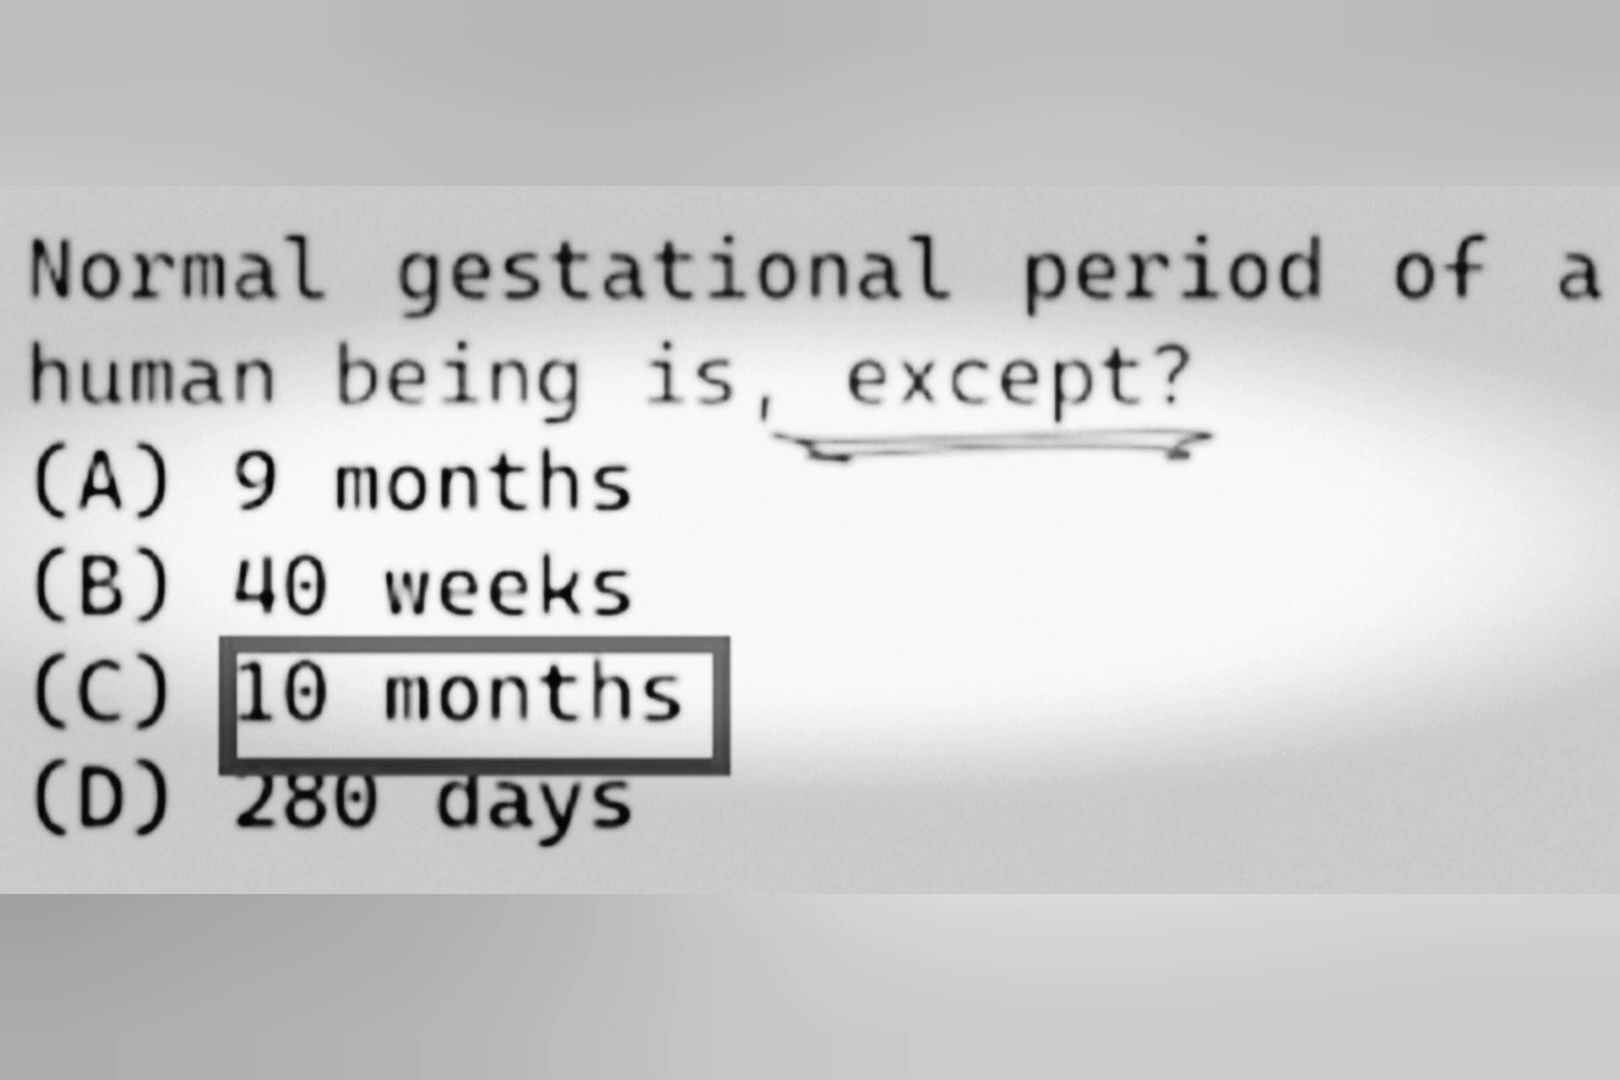 Normal gestational period of a
human being is, except?
(A) 9 months
(B) 40 weeks
(C) 10 months
(D) 280 days